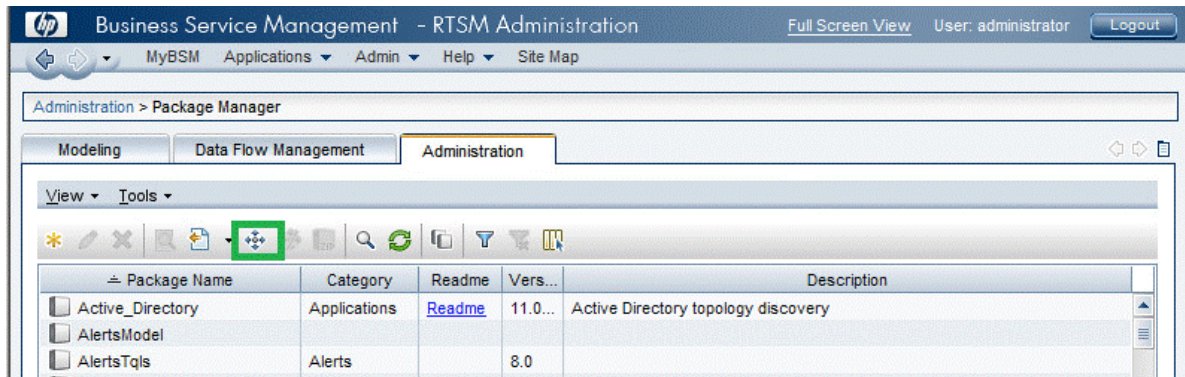 hp Business Service Management - RTSM Administration Full Screen View User: administrator Logout
MyBSM Applications Admin Help Site Map
Administration > Package Manager
Modeling Data Flow Management Administration
View Tools
Package Name Category Readme Vers... Description
Active_Directory Applications Readme 11.0... Active Directory topology discovery
AlertsModel
AlertsTqls Alerts 8.0